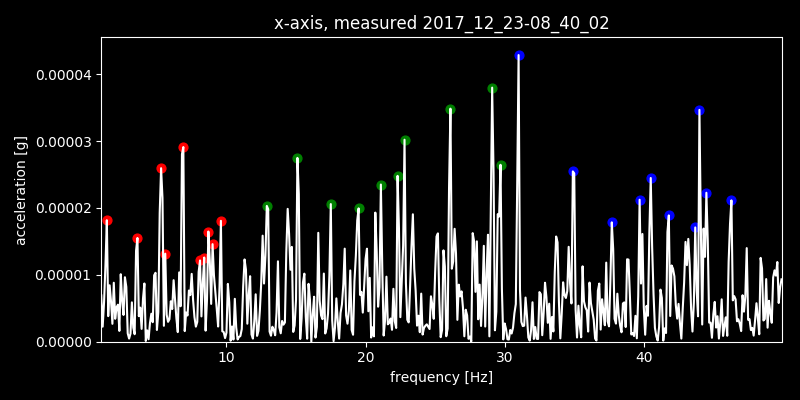 x-axis, measured 2017_12_23-08_40_02
0.00004
0.00003
0.00002
0.00001
0.00000
acceleration [g]
10 20 30 40
frequency [Hz]